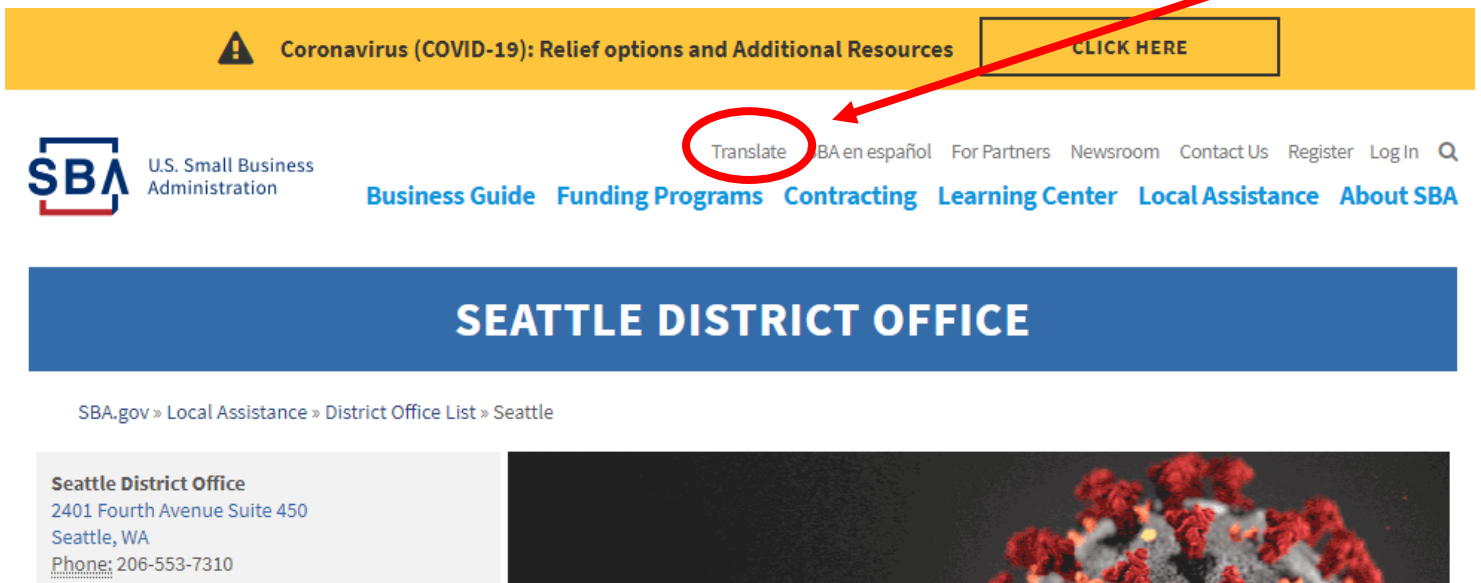 Coronavirus (COVID-19): Relief options and Additional Resources CLICK HERE
Translate SBA en español For Partners Newsroom Contact Us Register Log In
SBA U.S. Small Business Administration
Business Guide Funding Programs Contracting Learning Center Local Assistance About SBA
SEATTLE DISTRICT OFFICE
SBA.gov » Local Assistance » District Office List » Seattle
Seattle District Office
2401 Fourth Avenue Suite 450
Seattle, WA
Phone: 206-553-7310